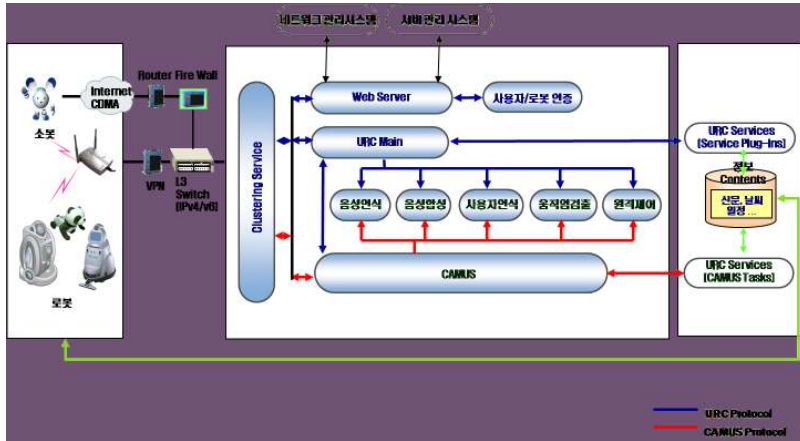 네트워크 관리시스템
서버 관리 시스템
Router Fire Wall
Internet
CDMA
소봇
VPN
L3
Switch
(IPv4/v6)
로봇
Clustering Service
Web Server
사용자/로봇 인증
URC Main
음성인식
음성합성
사용자인식
움직임검출
원격제어
CAMUS
URC Services
[Service Plug-Ins]
정보
Contents
신문, 날씨
일정 ...
URC Services
[CAMUS Tasks]
URC Protocol
CAMUS Protocol